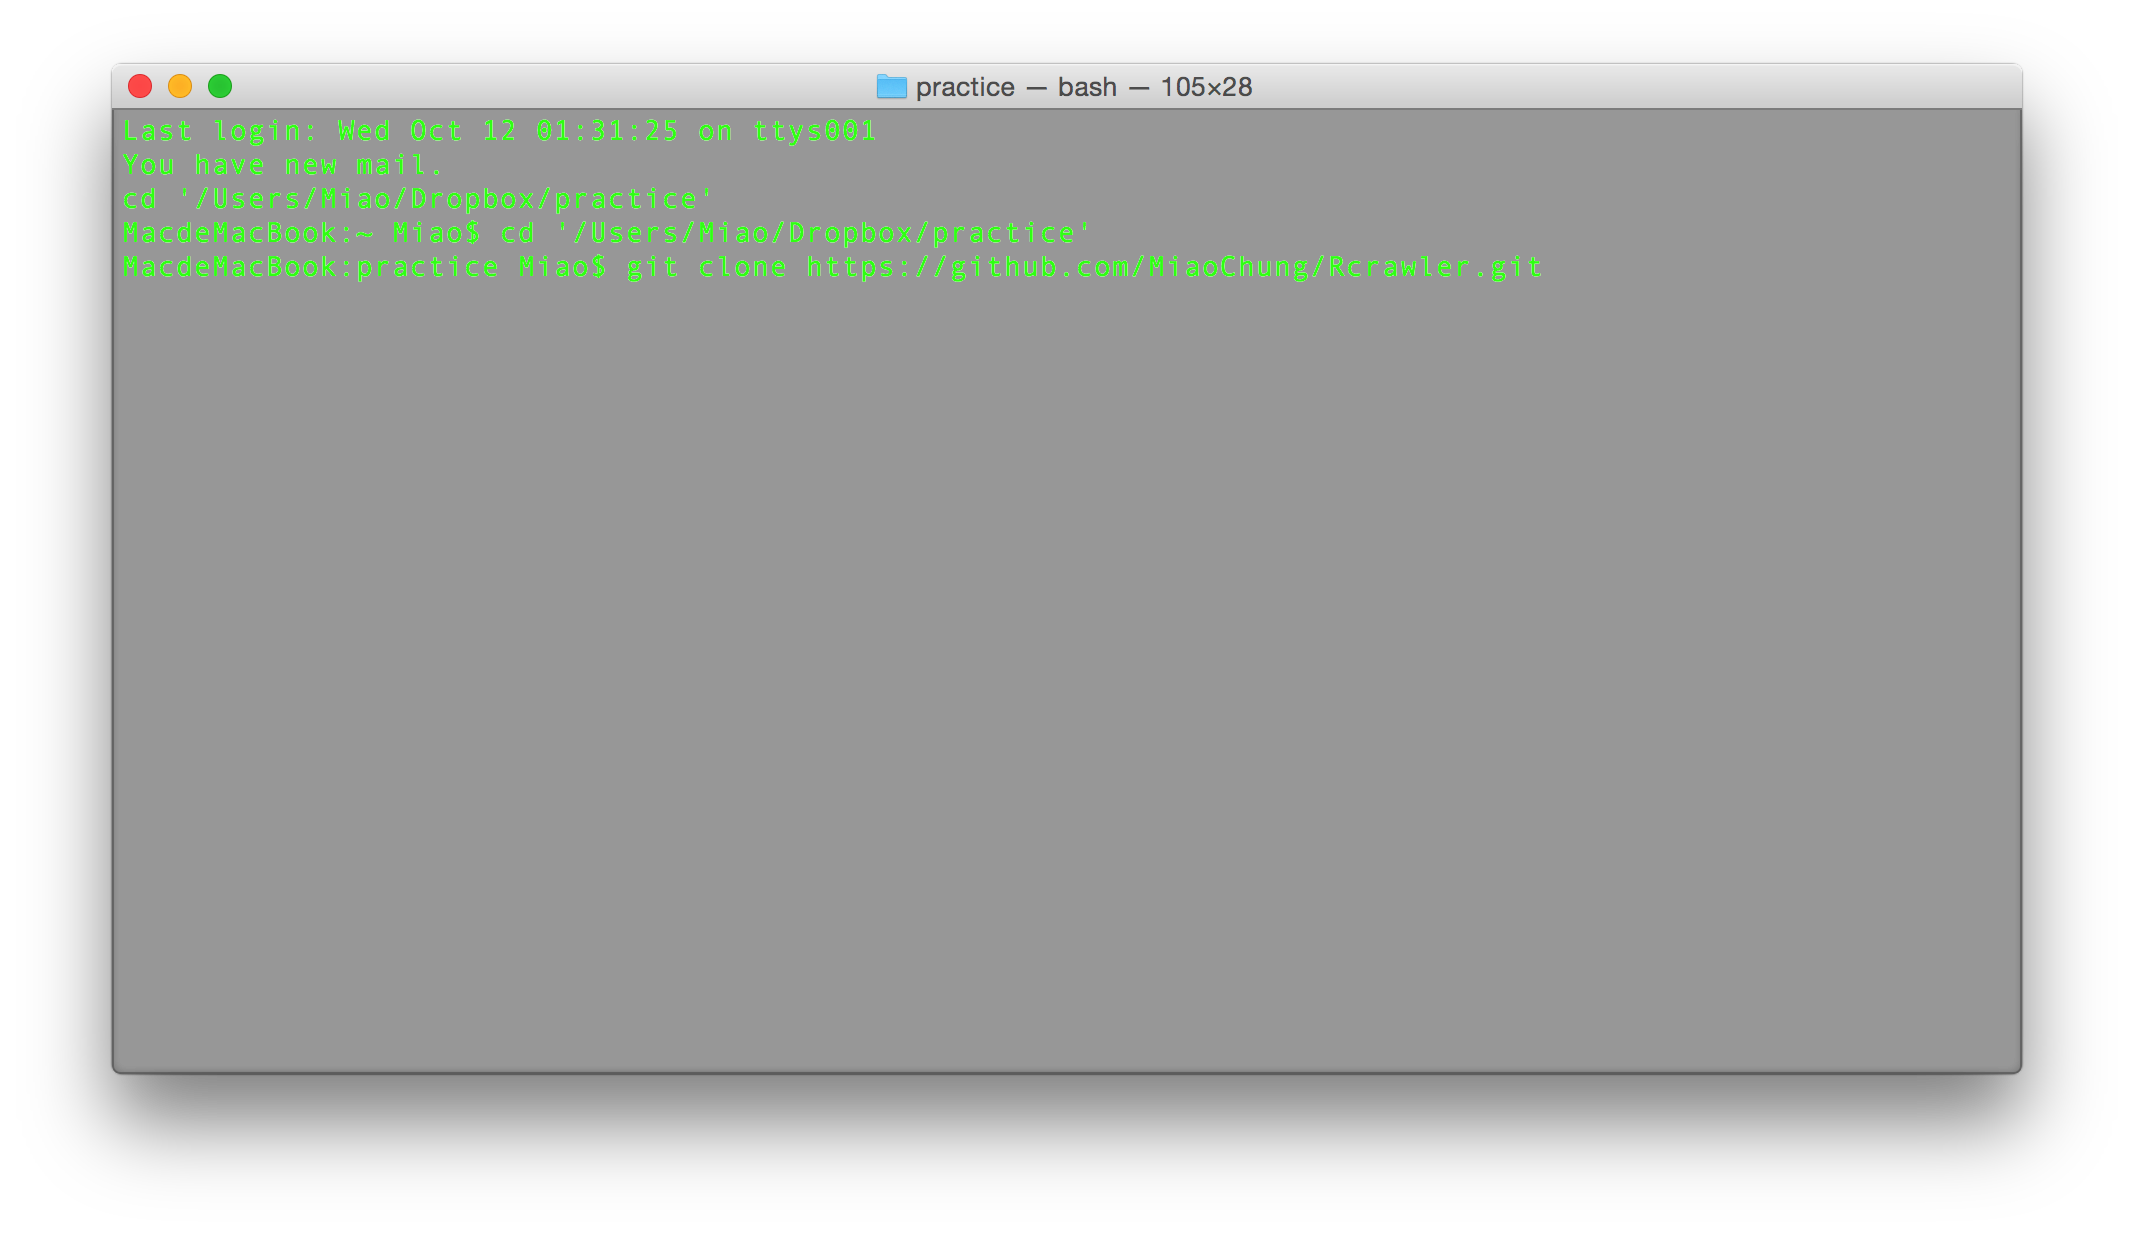 practice — bash — 105×28
Last login: Wed Oct 12 01:31:25 on ttys001
You have new mail.
cd '/Users/Miao/Dropbox/practice'
MacdeMacBook:~ Miao$ cd '/Users/Miao/Dropbox/practice'
MacdeMacBook:practice Miao$ git clone https://github.com/MiaoChung/Rcrawler.git